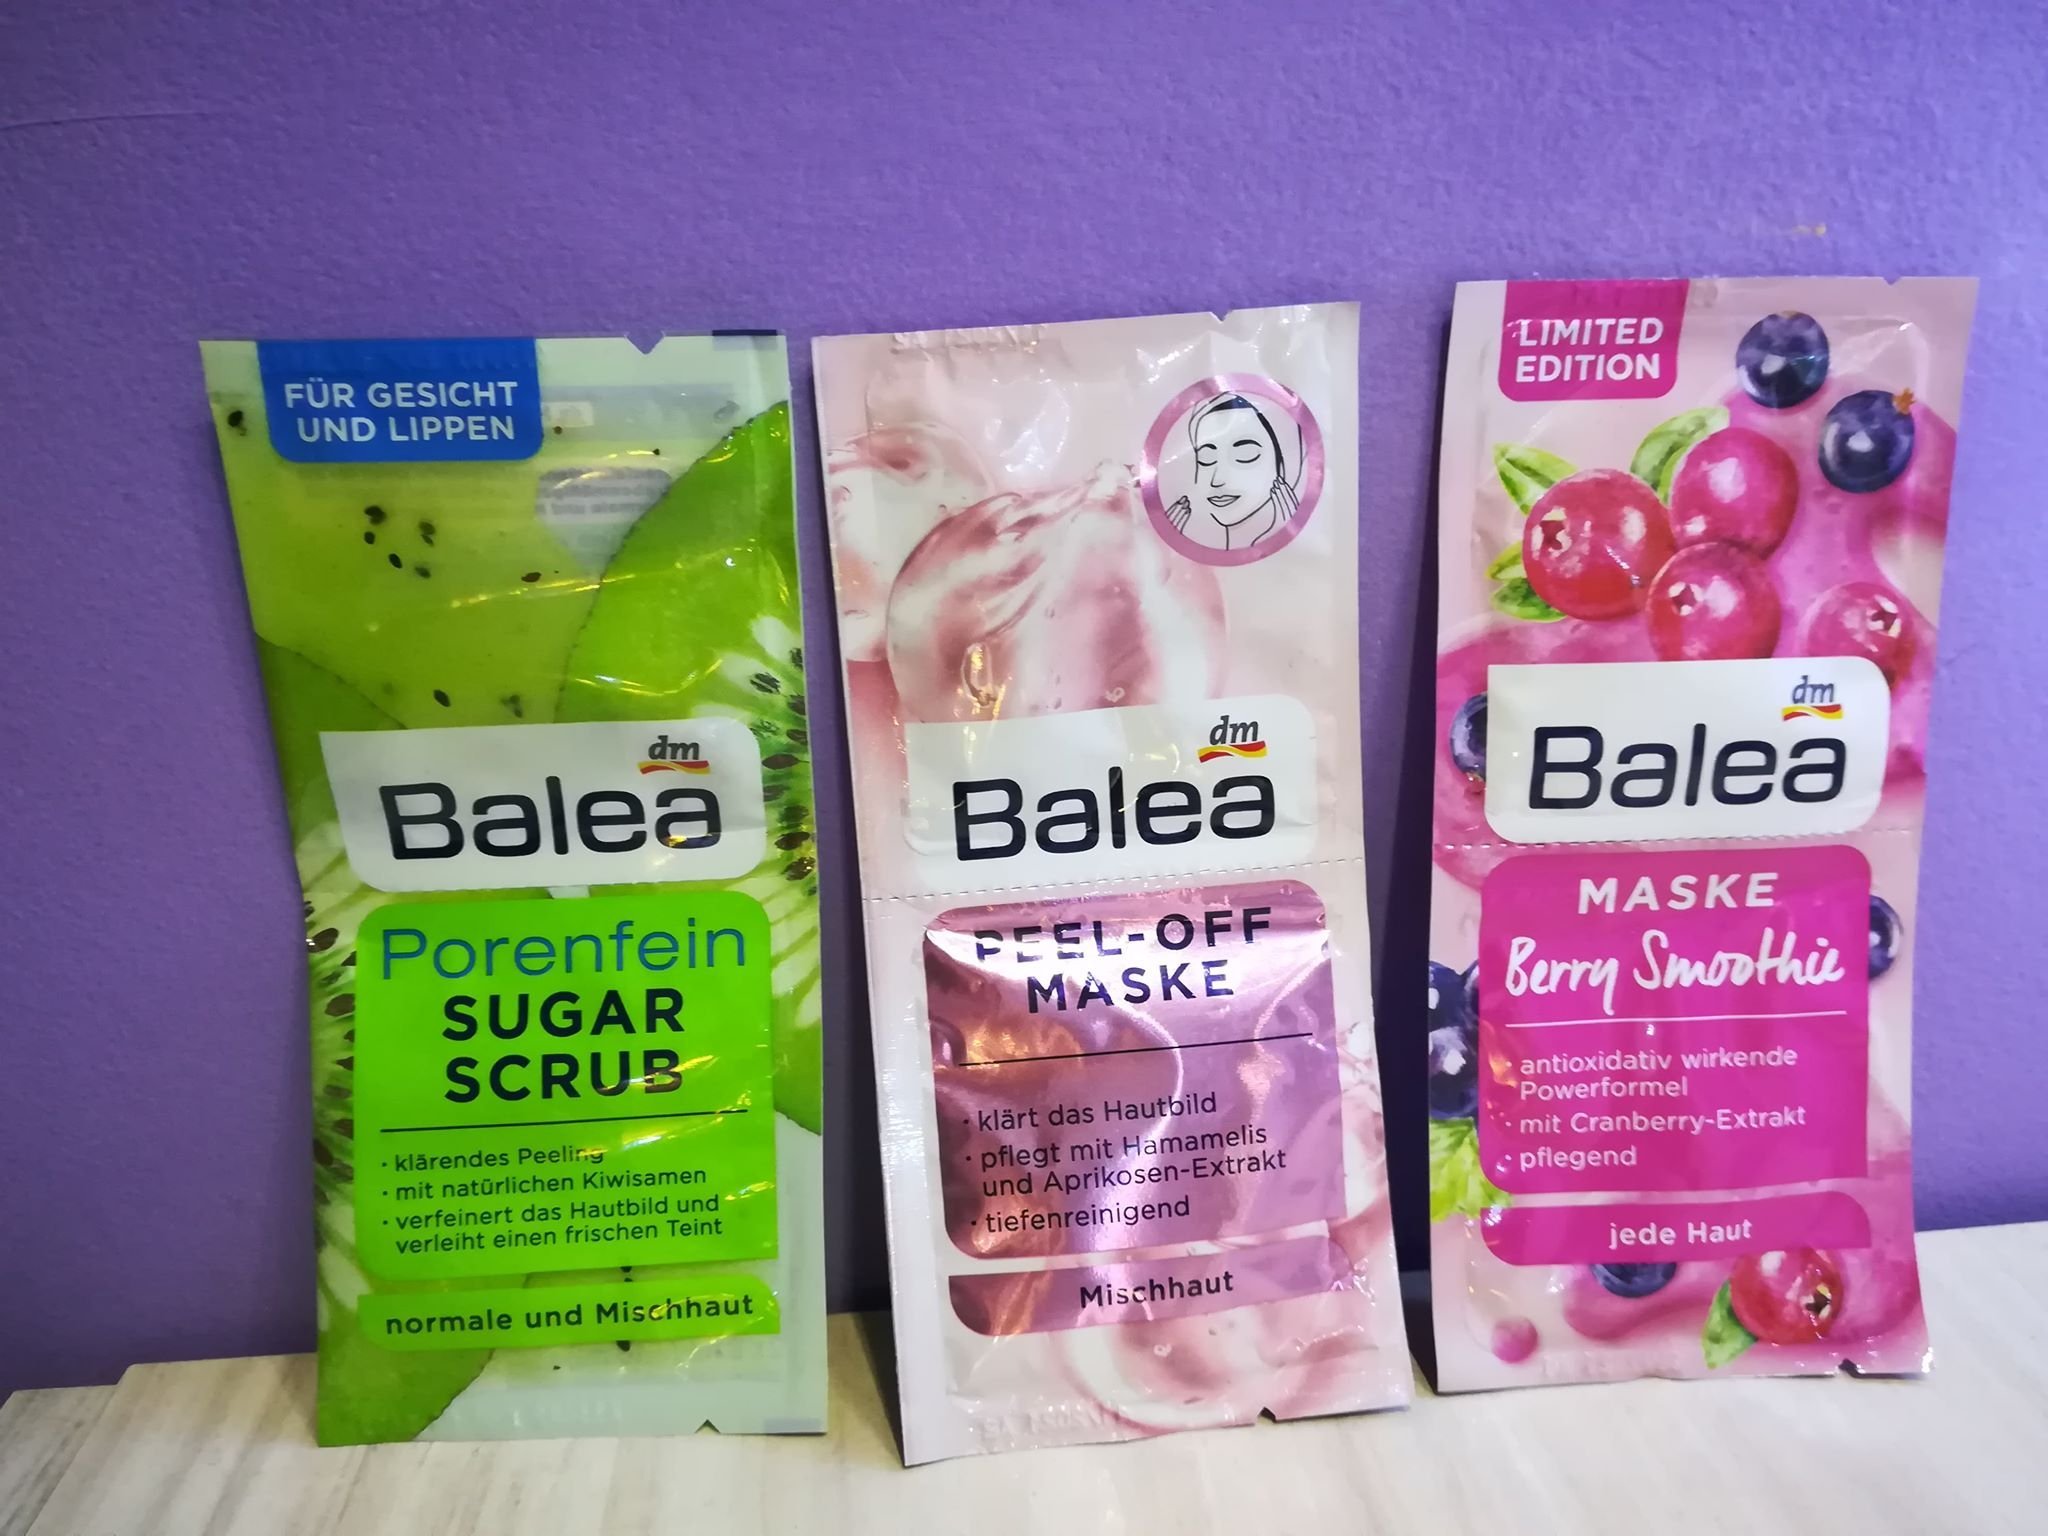 FÜR GESICHT
UND LIPPEN
dm
Balea
Porenfein
SUGAR
SCRUB
· klärendes Peeling
· mit natürlichen Kiwisamen
· verfeinert das Hautbild und
verleiht einen frischen Teint
normale und Mischhaut
dm
Balea
PEEL-OFF
MASKE
· klärt das Hautbild
· pflegt mit Hamamelis
und Aprikosen-Extrakt
· tiefenreinigend
Mischhaut
LIMITED
EDITION
dm
Balea
MASKE
Berry Smoothie
· antioxidativ wirkende
Powerformel
· mit Cranberry-Extrakt
· pflegend
jede Haut